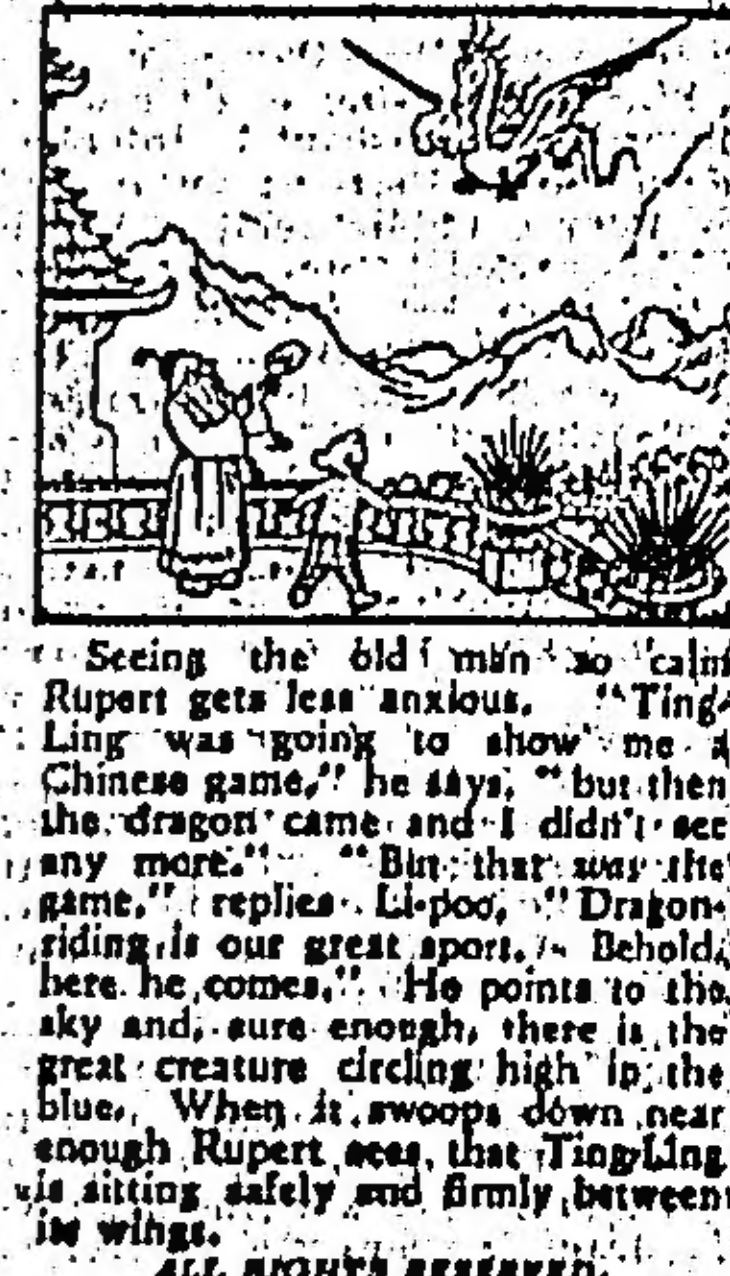 Seeing the old man so calm
Rupert gets less anxious. "Ting-
Ling was going to show me a
Chinese game," he says, "but then
the dragon came and I didn't see
any more." "But that was the
game," replies Li-poo, "Dragon-
riding is our great sport. Behold,
here he comes." He points to the
sky and, sure enough, there is the
great creature circling high in the
blue. When it swoops down near
enough Rupert sees that Ting-Ling
is sitting safely and firmly between
its wings.
ALL RIGHTS RESERVED.